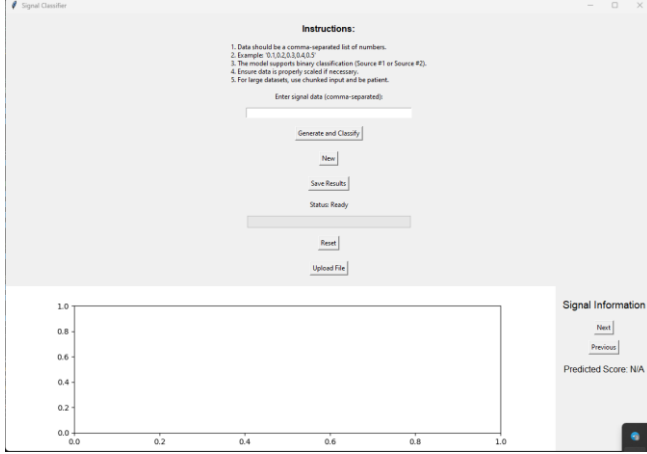 Signal Classifier
Instructions:
1. Data should be a comma-separated list of numbers.
2. Example: '0.1,0.2,0.3,0.4,0.5'
3. The model supports binary classification (Source #1 or Source #2).
4. Ensure data is properly scaled if necessary.
5. For large datasets, use chunked input and be patient.
Enter signal data (comma-separated):
Generate and Classify
New
Save Results
Status: Ready
Reset
Upload File
1.0
0.8
0.6
0.4
0.2
0.0
0.0 0.2 0.4 0.6 0.8 1.0
Signal Information
Next
Previous
Predicted Score: N/A